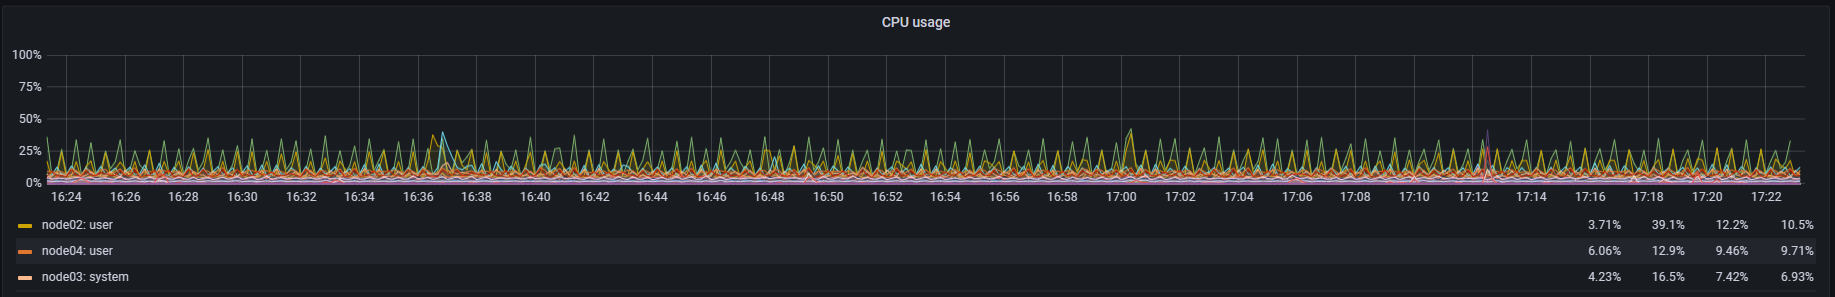 CPU usage
100%
75%
50%
25%
0%
16:24 16:26 16:28 16:30 16:32 16:34 16:36 16:38 16:40 16:42 16:44 16:46 16:48 16:50 16:52 16:54 16:56 16:58 17:00 17:02 17:04 17:06 17:08 17:10 17:12 17:14 17:16 17:18 17:20 17:22
node02: user 3.71% 39.1% 12.2% 10.5%
node04: user 6.06% 12.9% 9.46% 9.71%
node03: system 4.23% 16.5% 7.42% 6.93%